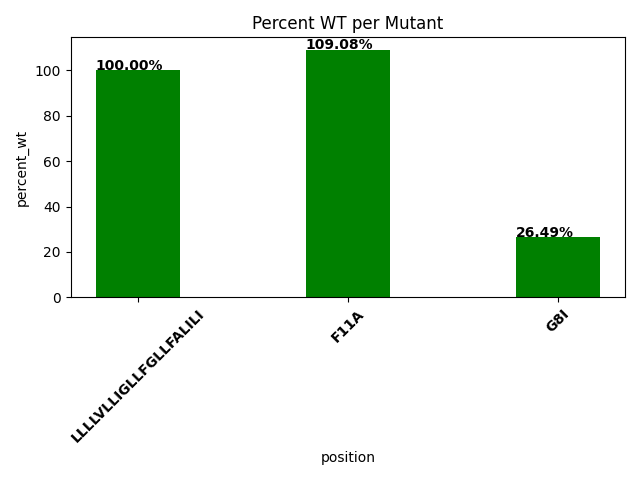 Percent WT per Mutant
100.00%
109.08%
26.49%
percent_wt
100
80
60
40
20
0
LLLLVLLIGLLFGLLFALILI
F11A
G8I
position